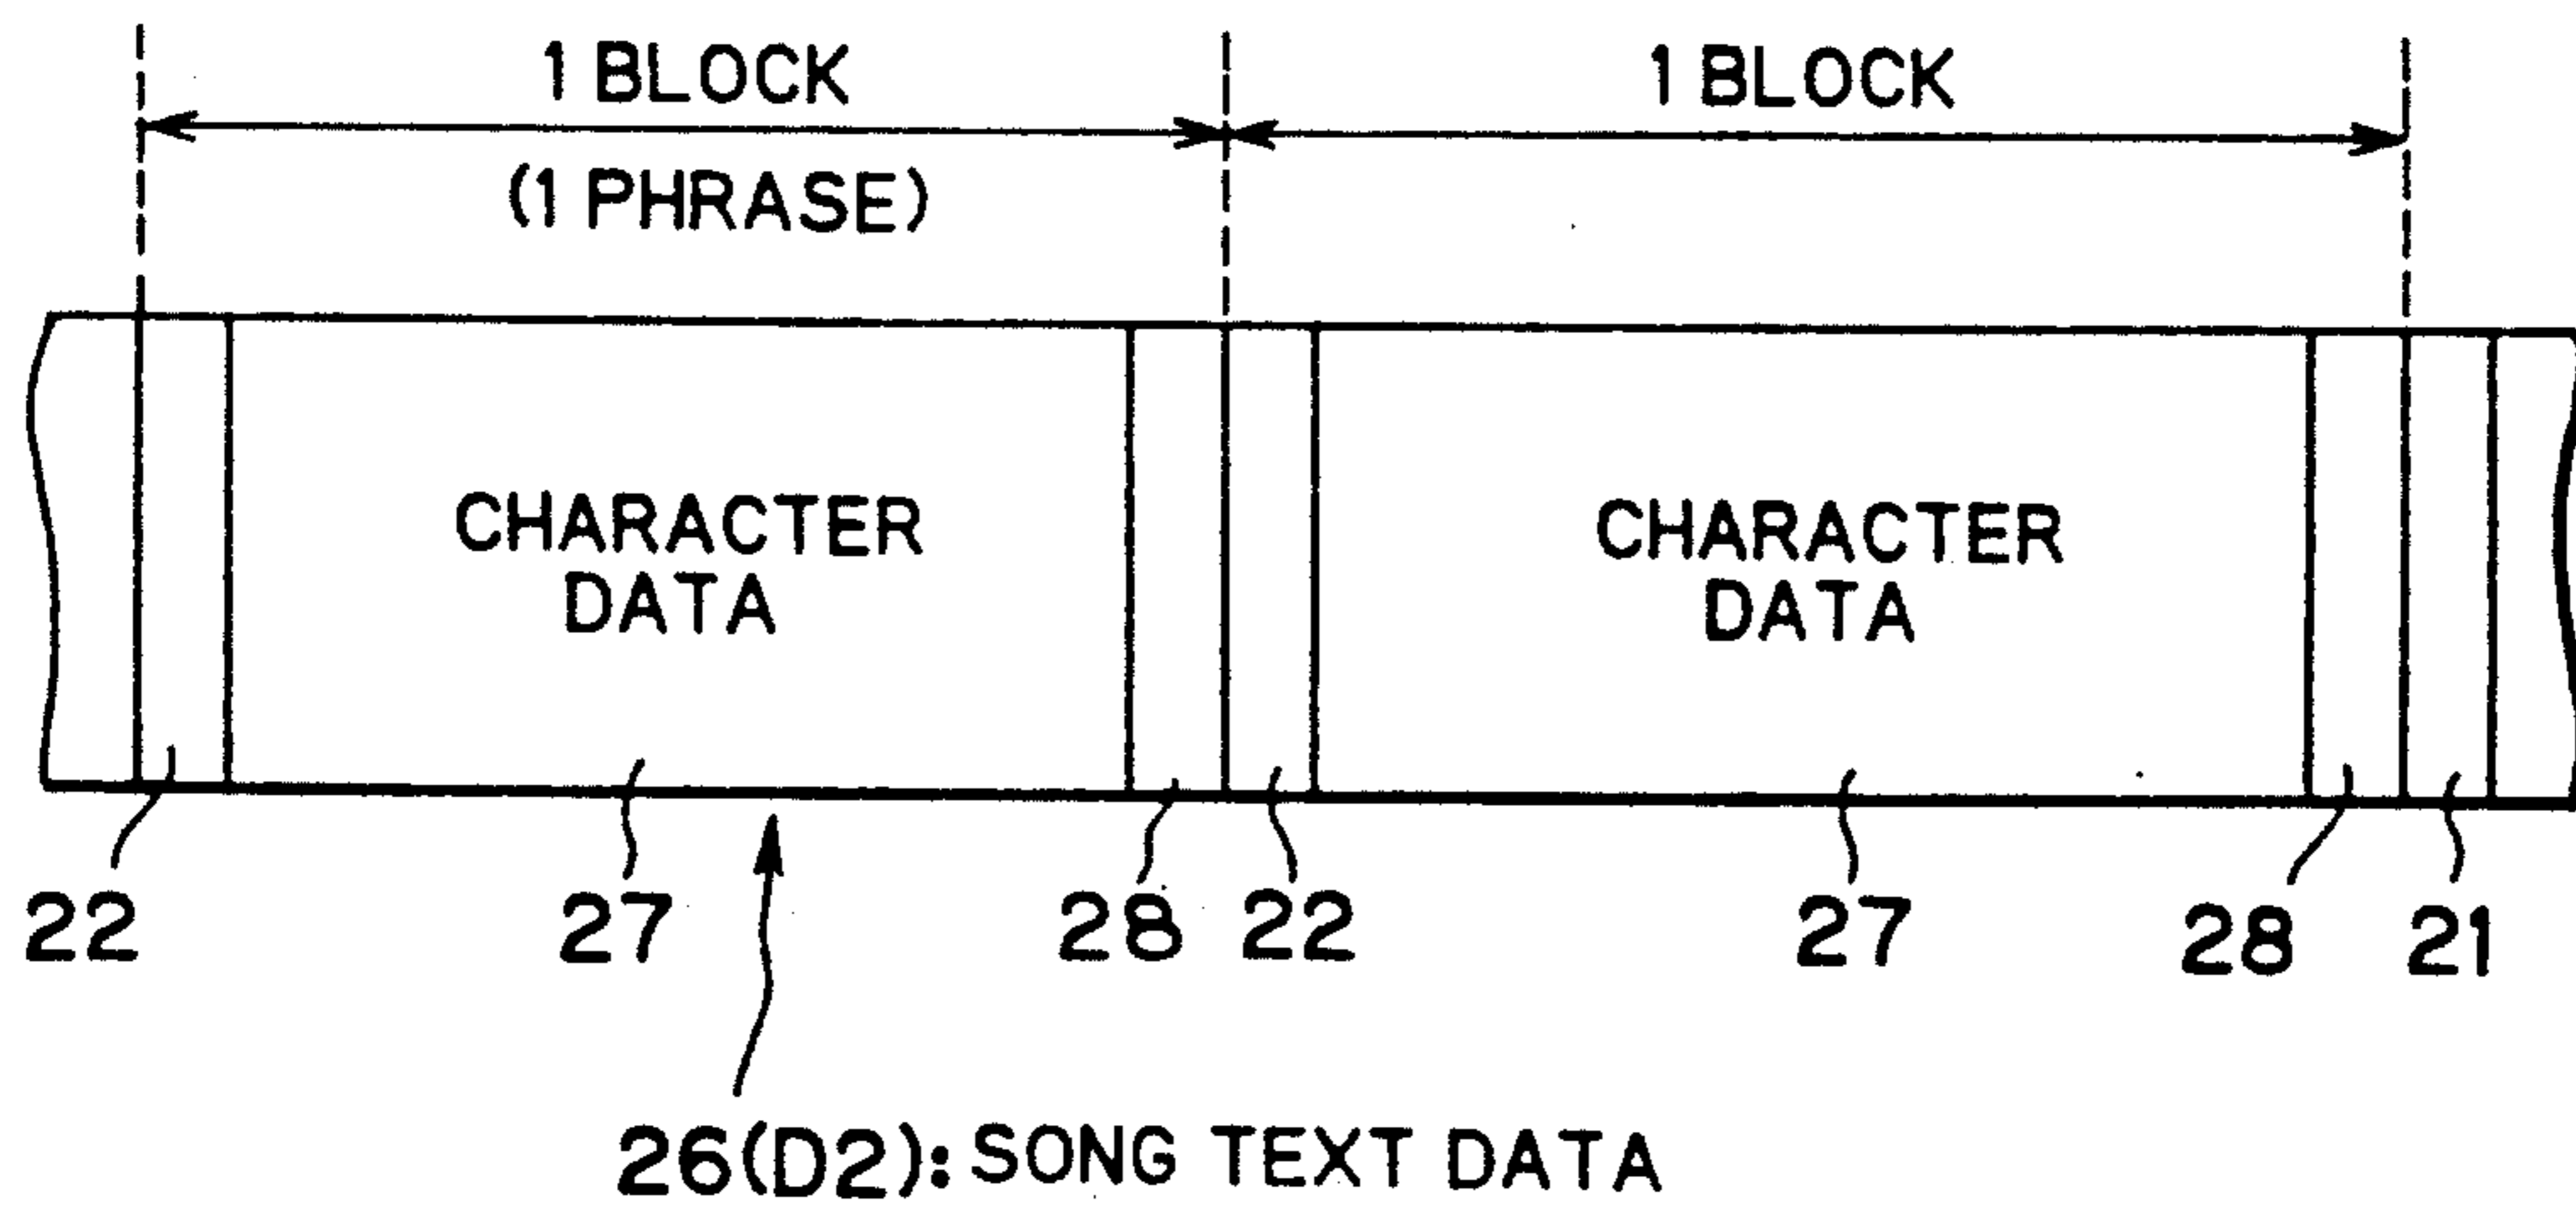 1 BLOCK 1 BLOCK
(1 PHRASE)
CHARACTER DATA CHARACTER DATA
22 27 28 22 27 28 21
26(D2): SONG TEXT DATA